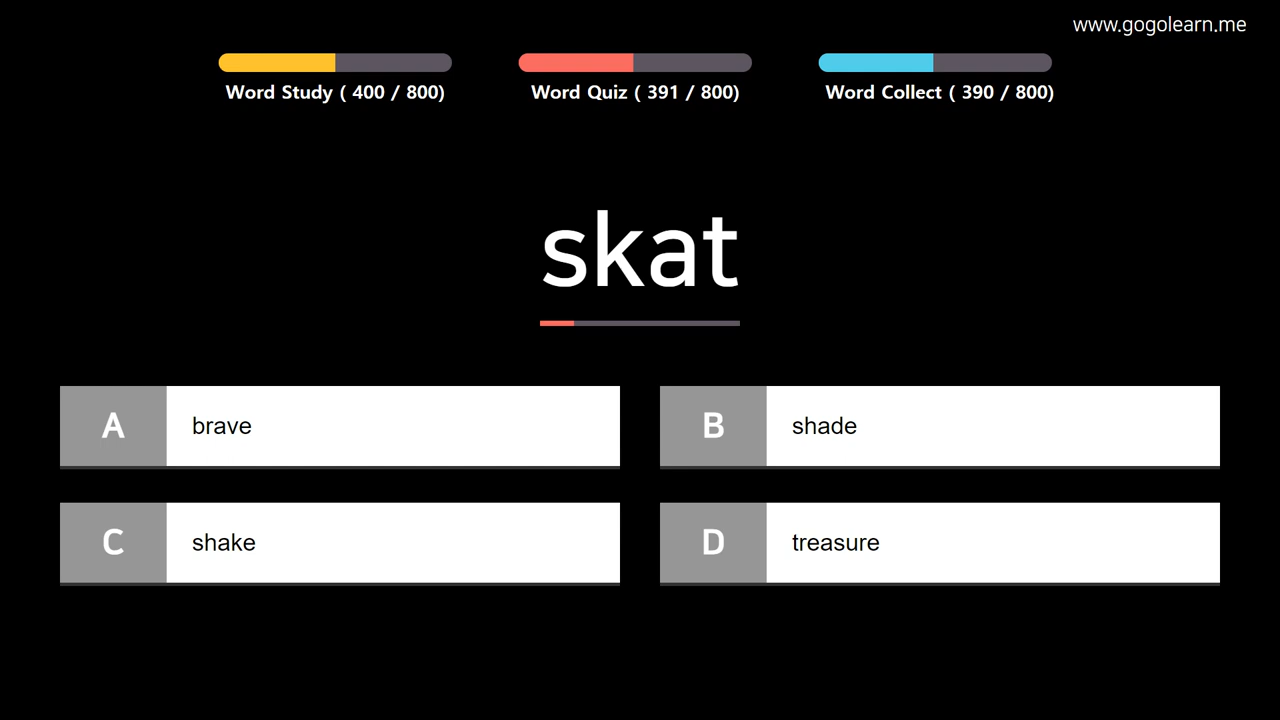 www.gogolearn.me
Word Study ( 400 / 800)
Word Quiz ( 391 / 800)
Word Collect ( 390 / 800)
skat
A brave
B shade
C shake
D treasure